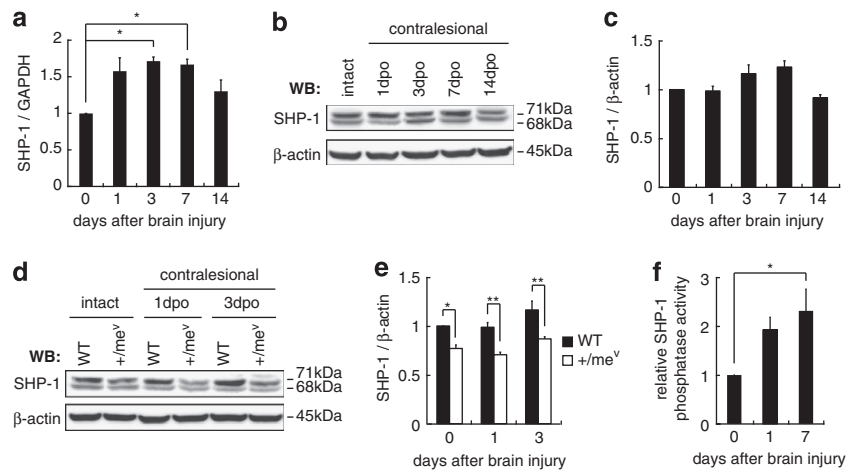 a
SHP-1 / GAPDH
2
1.5
1
0.5
0
*
*
0 1 3 7 14
days after brain injury
b
contralesional
WB: intact 1dpo 3dpo 7dpo 14dpo
SHP-1
71kDa
68kDa
β-actin
45kDa
c
SHP-1 / β-actin
1.5
1
0.5
0
0 1 3 7 14
days after brain injury
d
contralesional
intact 1dpo 3dpo
WB: WT +/meᵛ WT +/meᵛ WT +/meᵛ
SHP-1
71kDa
68kDa
β-actin
45kDa
e
SHP-1 / β-actin
1.5
1
0.5
0
*
**
**
WT
+/meᵛ
0 1 3
days after brain injury
f
relative SHP-1
phosphatase activity
3
2
1
0
*
0 1 7
days after brain injury